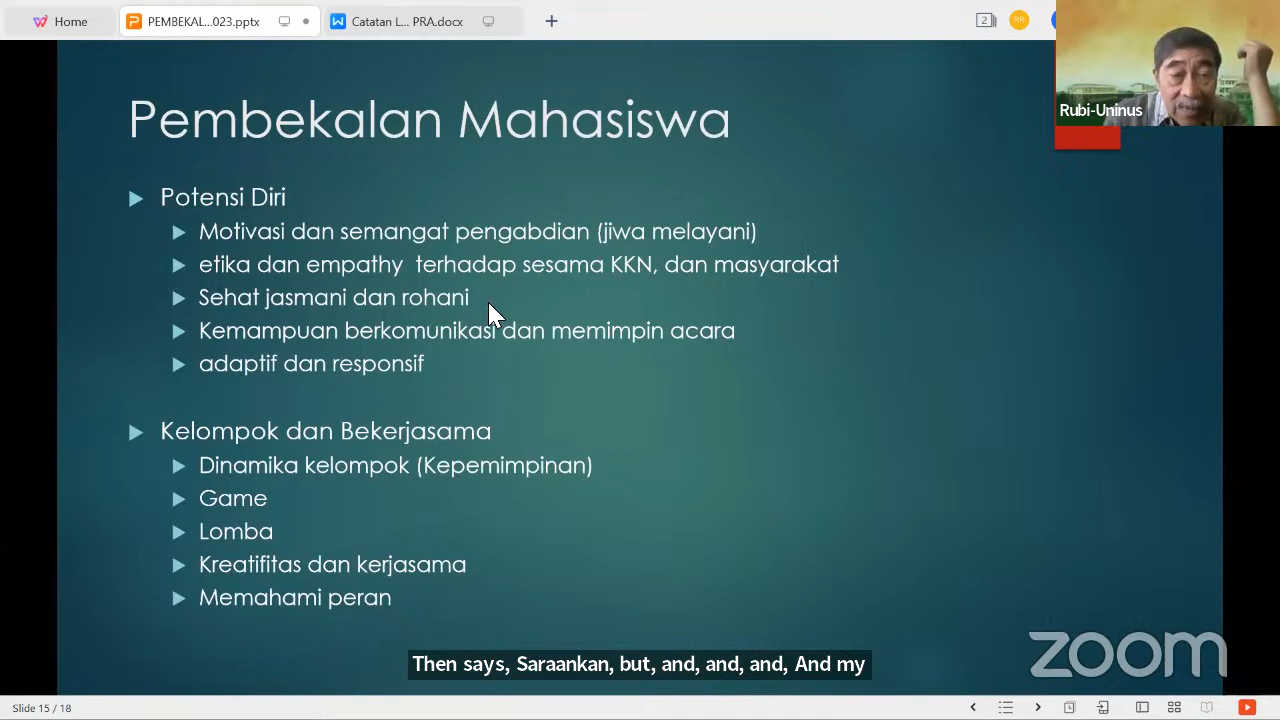 Home
PEMBEKAL...023.pptx
Catatan L... PRA.docx
2
RB
Rubi-Uninus
Pembekalan Mahasiswa
Potensi Diri
Motivasi dan semangat pengabdian (jiwa melayani)
etika dan empathy terhadap sesama KKN, dan masyarakat
Sehat jasmani dan rohani
Kemampuan berkomunikasi dan memimpin acara
adaptif dan responsif
Kelompok dan Bekerjasama
Dinamika kelompok (Kepemimpinan)
Game
Lomba
Kreatifitas dan kerjasama
Memahami peran
Then says, Saraankan, but, and, and, and, And my
zoom
Slide 15 / 18